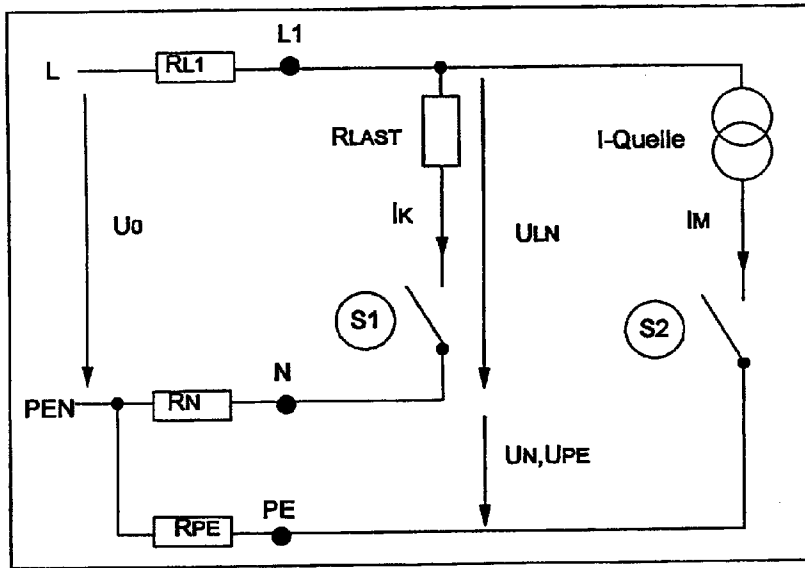 L1
L
RL1
RLAST
I-Quelle
IK
IM
U0
ULN
S1
S2
N
PEN
RN
UN,UPE
PE
RPE